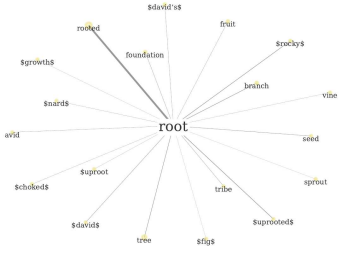 $david's$
rooted
fruit
$rocky$
foundation
$growth$
branch
vine
$nard$
root
avid
seed
$uproot
sprout
$choked$
tribe
$david$
$uprooted$
tree
$fig$